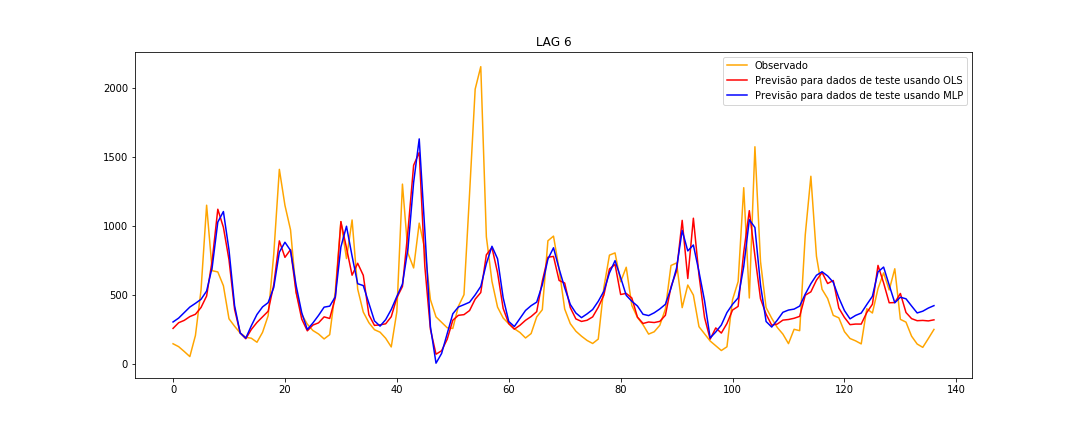 LAG 6
Observado
Previsão para dados de teste usando OLS
Previsão para dados de teste usando MLP
2000
1500
1000
500
0
0 20 40 60 80 100 120 140